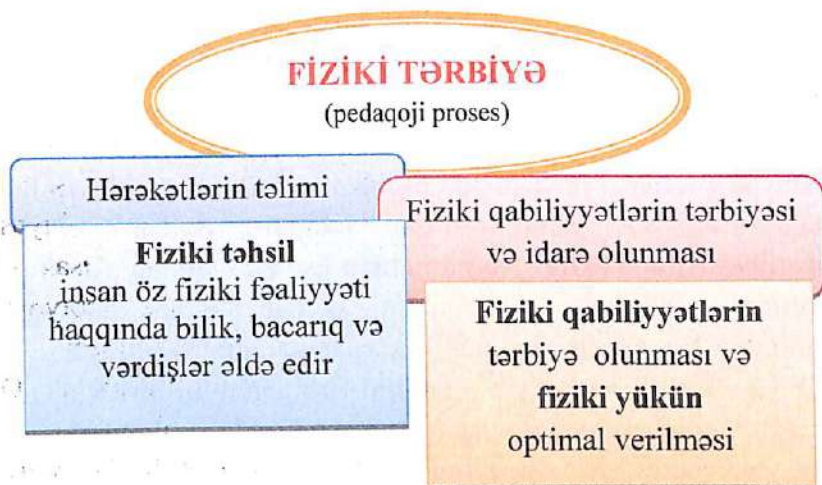 FİZİKİ TƏRBİYƏ
(pedaqoji proses)
Hərəkətlərin təlimi
Fiziki təhsil
insan öz fiziki fəaliyyəti
haqqında bilik, bacarıq və
vərdişlər əldə edir
Fiziki qabiliyyətlərin tərbiyəsi
və idarə olunması
Fiziki qabiliyyətlərin
tərbiyə olunması və
fiziki yükün
optimal verilməsi